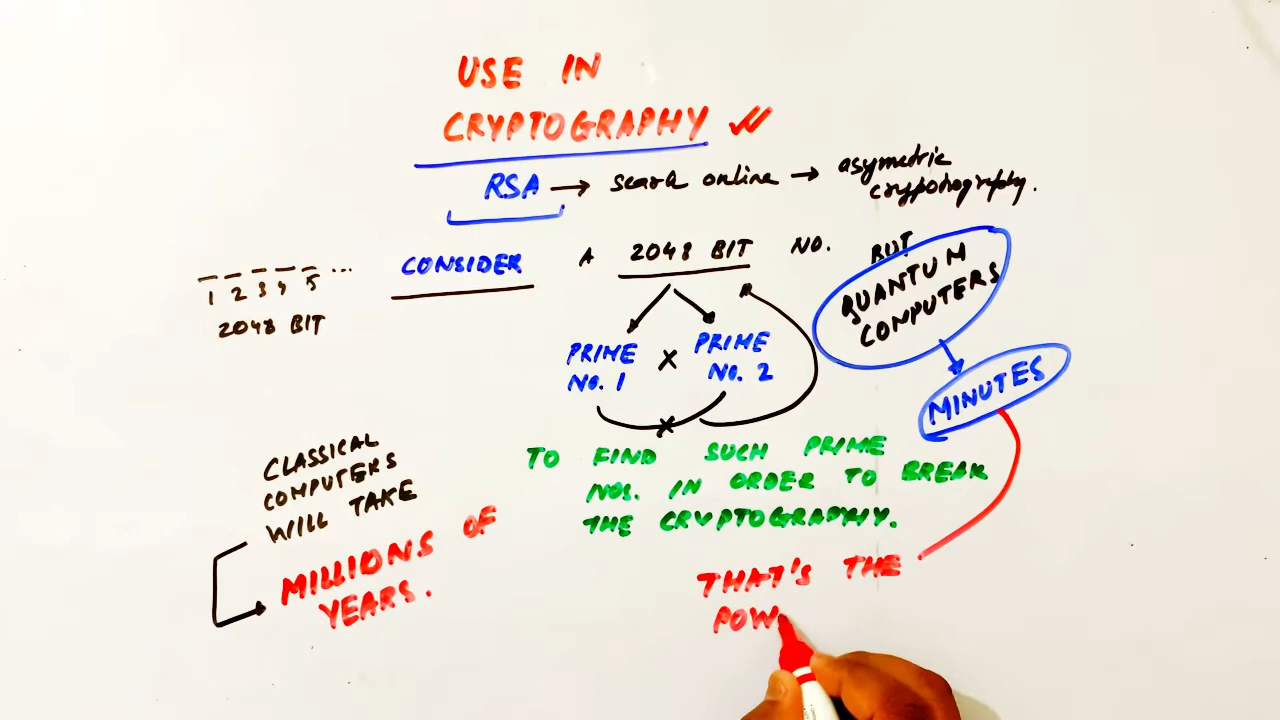 USE IN
CRYPTOGRAPHY
RSA → search online → asymetric
cryptography.
CONSIDER A 2048 BIT NO. BUT
1 2 3 4 5 ...
2048 BIT
QUANTUM
COMPUTERS
MINUTES
PRIME
NO. 1
X
PRIME
NO. 2
X
CLASSICAL
COMPUTERS
WILL TAKE
MILLIONS OF
YEARS.
TO FIND SUCH PRIME
NOS. IN ORDER TO BREAK
THE CRYPTOGRAPHY.
THAT'S THE
POW